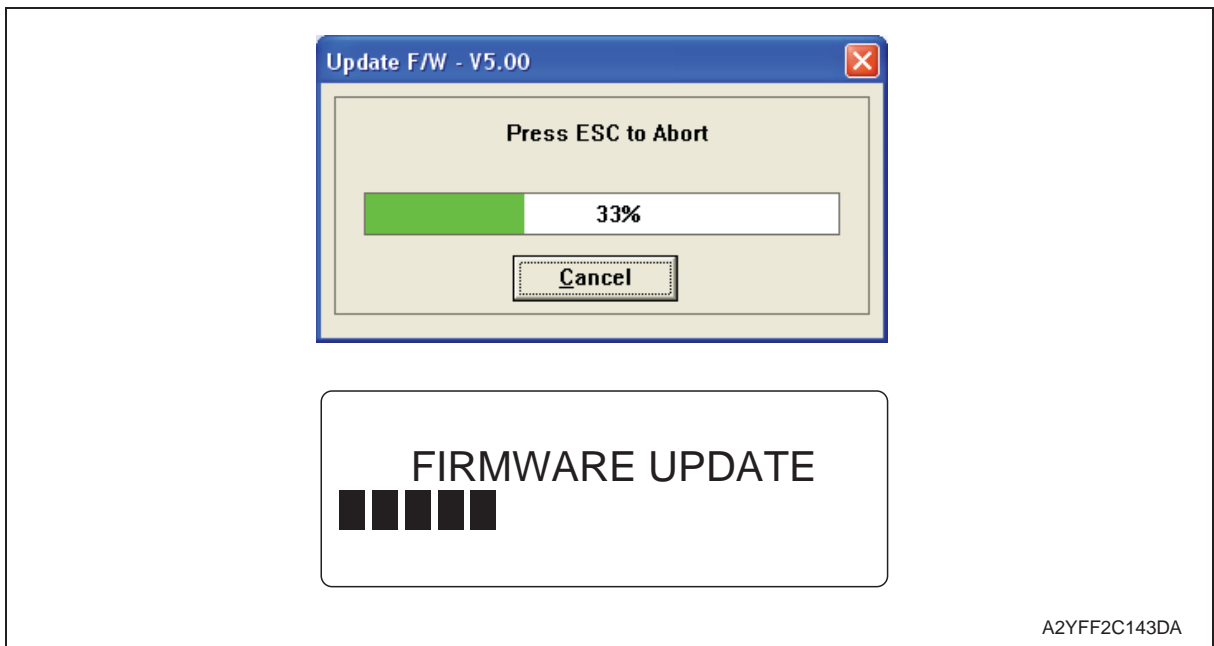 Update F/W - V5.00
Press ESC to Abort
33%
Cancel
FIRMWARE UPDATE
A2YFF2C143DA